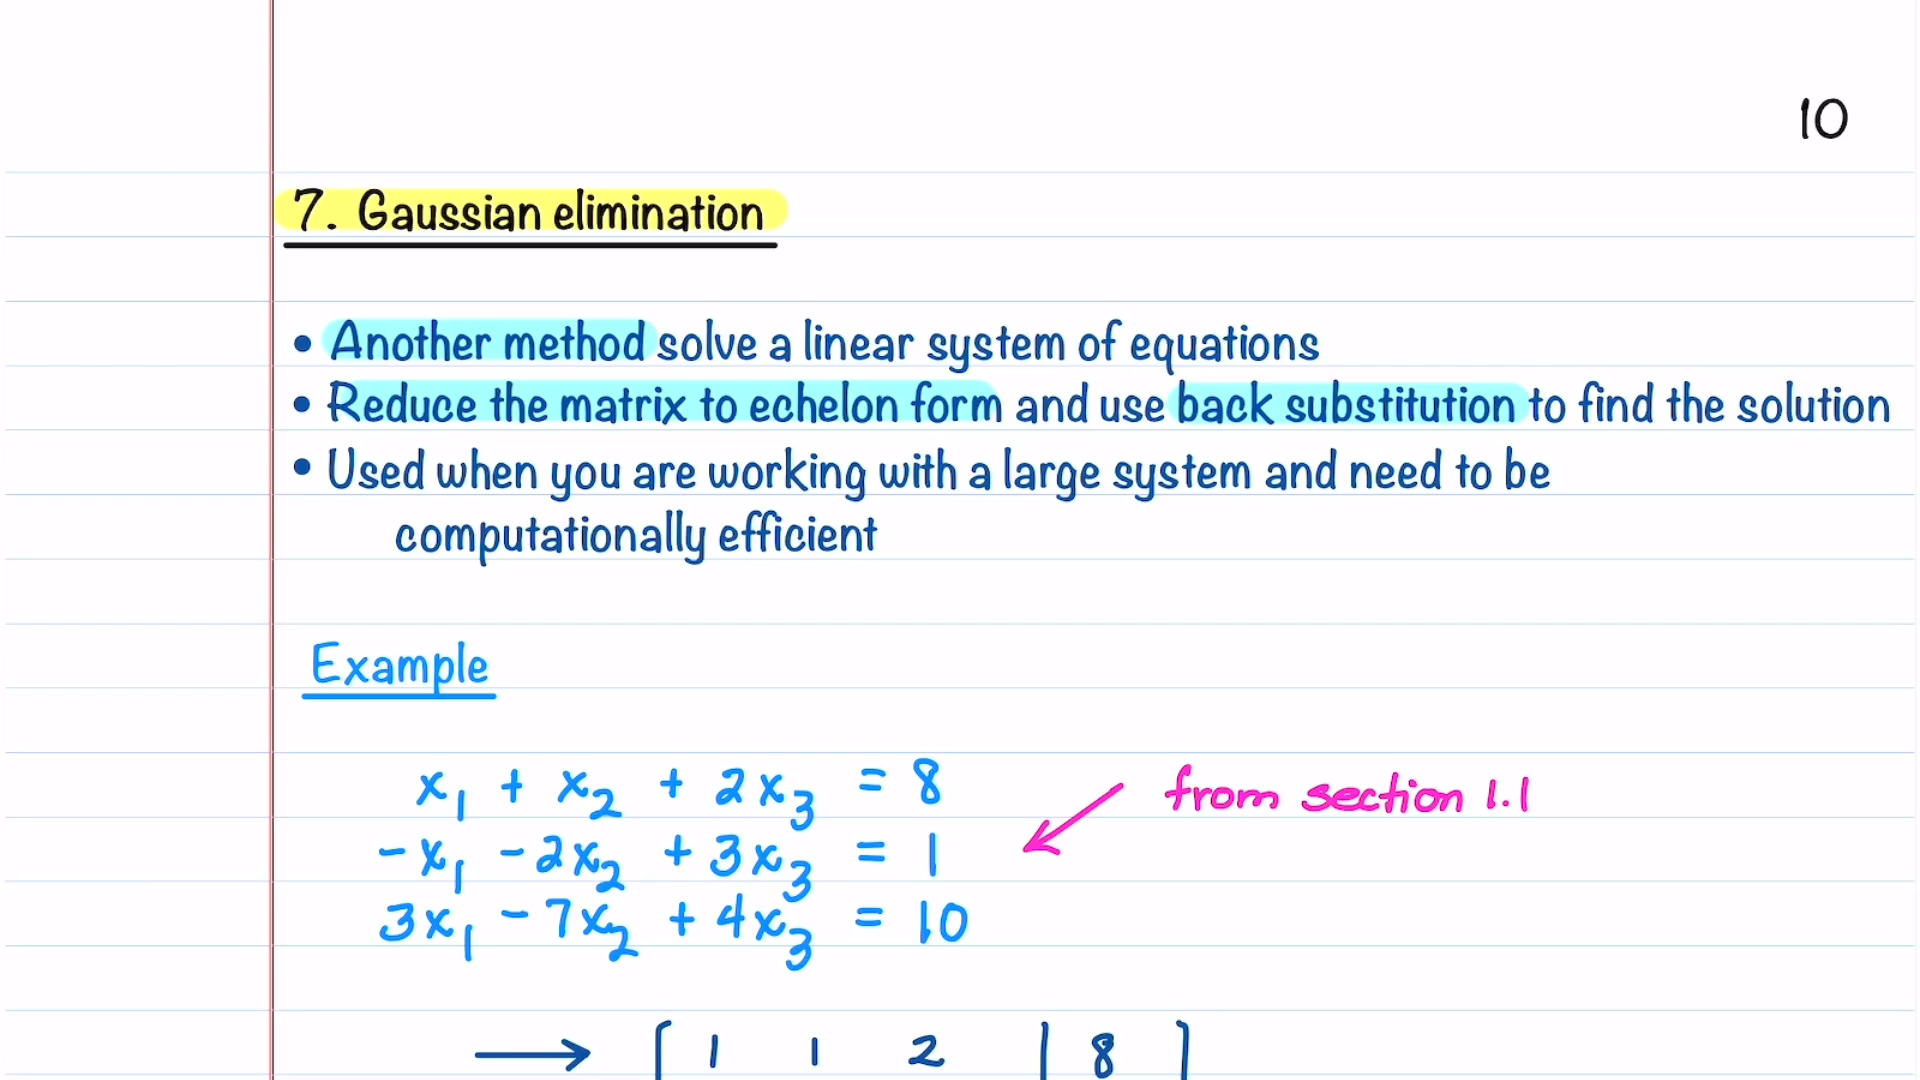 10
7. Gaussian elimination
• Another method solve a linear system of equations
• Reduce the matrix to echelon form and use back substitution to find the solution
• Used when you are working with a large system and need to be
computationally efficient
Example
x₁ + x₂ + 2x₃ = 8
from section 1.1
-x₁ - 2x₂ + 3x₃ = 1
3x₁ - 7x₂ + 4x₃ = 10
→ [ 1 1 2 | 8 ]